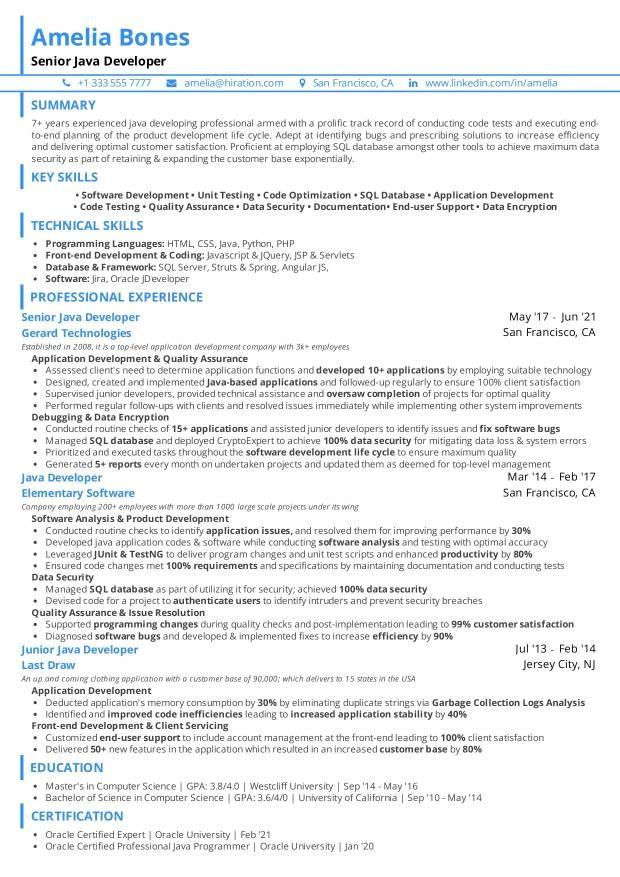 Amelia Bones
Senior Java Developer
+1 333 555 7777 amelia@hiration.com San Francisco, CA www.linkedin.com/in/amelia
SUMMARY
7+ years experienced java developing professional armed with a prolific track record of conducting code tests and executing end-
to-end planning of the product development life cycle. Adept at identifying bugs and prescribing solutions to increase efficiency
and delivering optimal customer satisfaction. Proficient at employing SQL database amongst other tools to achieve maximum data
security as part of retaining & expanding the customer base exponentially.
KEY SKILLS
• Software Development • Unit Testing • Code Optimization • SQL Database • Application Development
• Code Testing • Quality Assurance • Data Security • Documentation• End-user Support • Data Encryption
TECHNICAL SKILLS
• Programming Languages: HTML, CSS, Java, Python, PHP
• Front-end Development & Coding: Javascript & JQuery, JSP & Servlets
• Database & Framework: SQL Server, Struts & Spring, Angular JS,
• Software: Jira, Oracle JDeveloper
PROFESSIONAL EXPERIENCE
Senior Java Developer May '17 - Jun '21
Gerard Technologies San Francisco, CA
Established in 2008, it is a top-level application development company with 3k+ employees
Application Development & Quality Assurance
• Assessed client's need to determine application functions and developed 10+ applications by employing suitable technology
• Designed, created and implemented Java-based applications and followed-up regularly to ensure 100% client satisfaction
• Supervised junior developers, provided technical assistance and oversaw completion of projects for optimal quality
• Performed regular follow-ups with clients and resolved issues immediately while implementing other system improvements
Debugging & Data Encryption
• Conducted routine checks of 15+ applications and assisted junior developers to identify issues and fix software bugs
• Managed SQL database and deployed CryptoExpert to achieve 100% data security for mitigating data loss & system errors
• Prioritized and executed tasks throughout the software development life cycle to ensure maximum quality
• Generated 5+ reports every month on undertaken projects and updated them as deemed for top-level management
Java Developer Mar '14 - Feb '17
Elementary Software San Francisco, CA
Company employing 200+ employees with more than 1000 large scale projects under its wing
Software Analysis & Product Development
• Conducted routine checks to identify application issues, and resolved them for improving performance by 30%
• Developed java application codes & software while conducting software analysis and testing with optimal accuracy
• Leveraged JUnit & TestNG to deliver program changes and unit test scripts and enhanced productivity by 80%
• Ensured code changes met 100% requirements and specifications by maintaining documentation and conducting tests
Data Security
• Managed SQL database as part of utilizing it for security; achieved 100% data security
• Devised code for a project to authenticate users to identify intruders and prevent security breaches
Quality Assurance & Issue Resolution
• Supported programming changes during quality checks and post-implementation leading to 99% customer satisfaction
• Diagnosed software bugs and developed & implemented fixes to increase efficiency by 90%
Junior Java Developer Jul '13 - Feb '14
Last Draw Jersey City, NJ
An up and coming clothing application with a customer base of 90,000; which delivers to 15 states in the USA
Application Development
• Deducted application's memory consumption by 30% by eliminating duplicate strings via Garbage Collection Logs Analysis
• Identified and improved code inefficiencies leading to increased application stability by 40%
Front-end Development & Client Servicing
• Customized end-user support to include account management at the front-end leading to 100% client satisfaction
• Delivered 50+ new features in the application which resulted in an increased customer base by 80%
EDUCATION
• Master's in Computer Science | GPA: 3.8/4.0 | Westcliff University | Sep '14 - May '16
• Bachelor of Science in Computer Science | GPA: 3.6/4/0 | University of California | Sep '10 - May '14
CERTIFICATION
• Oracle Certified Expert | Oracle University | Feb '21
• Oracle Certified Professional Java Programmer | Oracle University | Jan '20